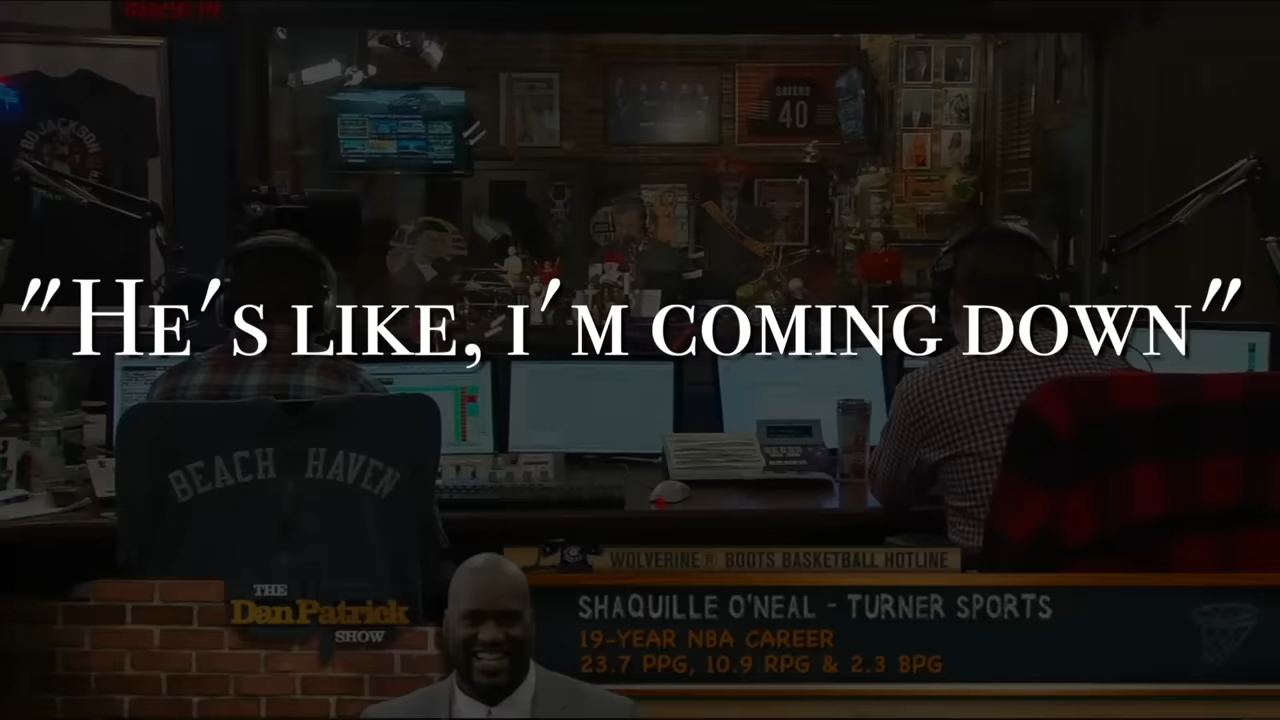 BO JACKSON
SAYERS
40
"HE'S LIKE, I'M COMING DOWN"
BEACH HAVEN
WOLVERINE BOOTS BASKETBALL HOTLINE
THE
Dan Patrick
SHOW
SHAQUILLE O'NEAL - TURNER SPORTS
19-YEAR NBA CAREER
23.7 PPG, 10.9 RPG & 2.3 BPG